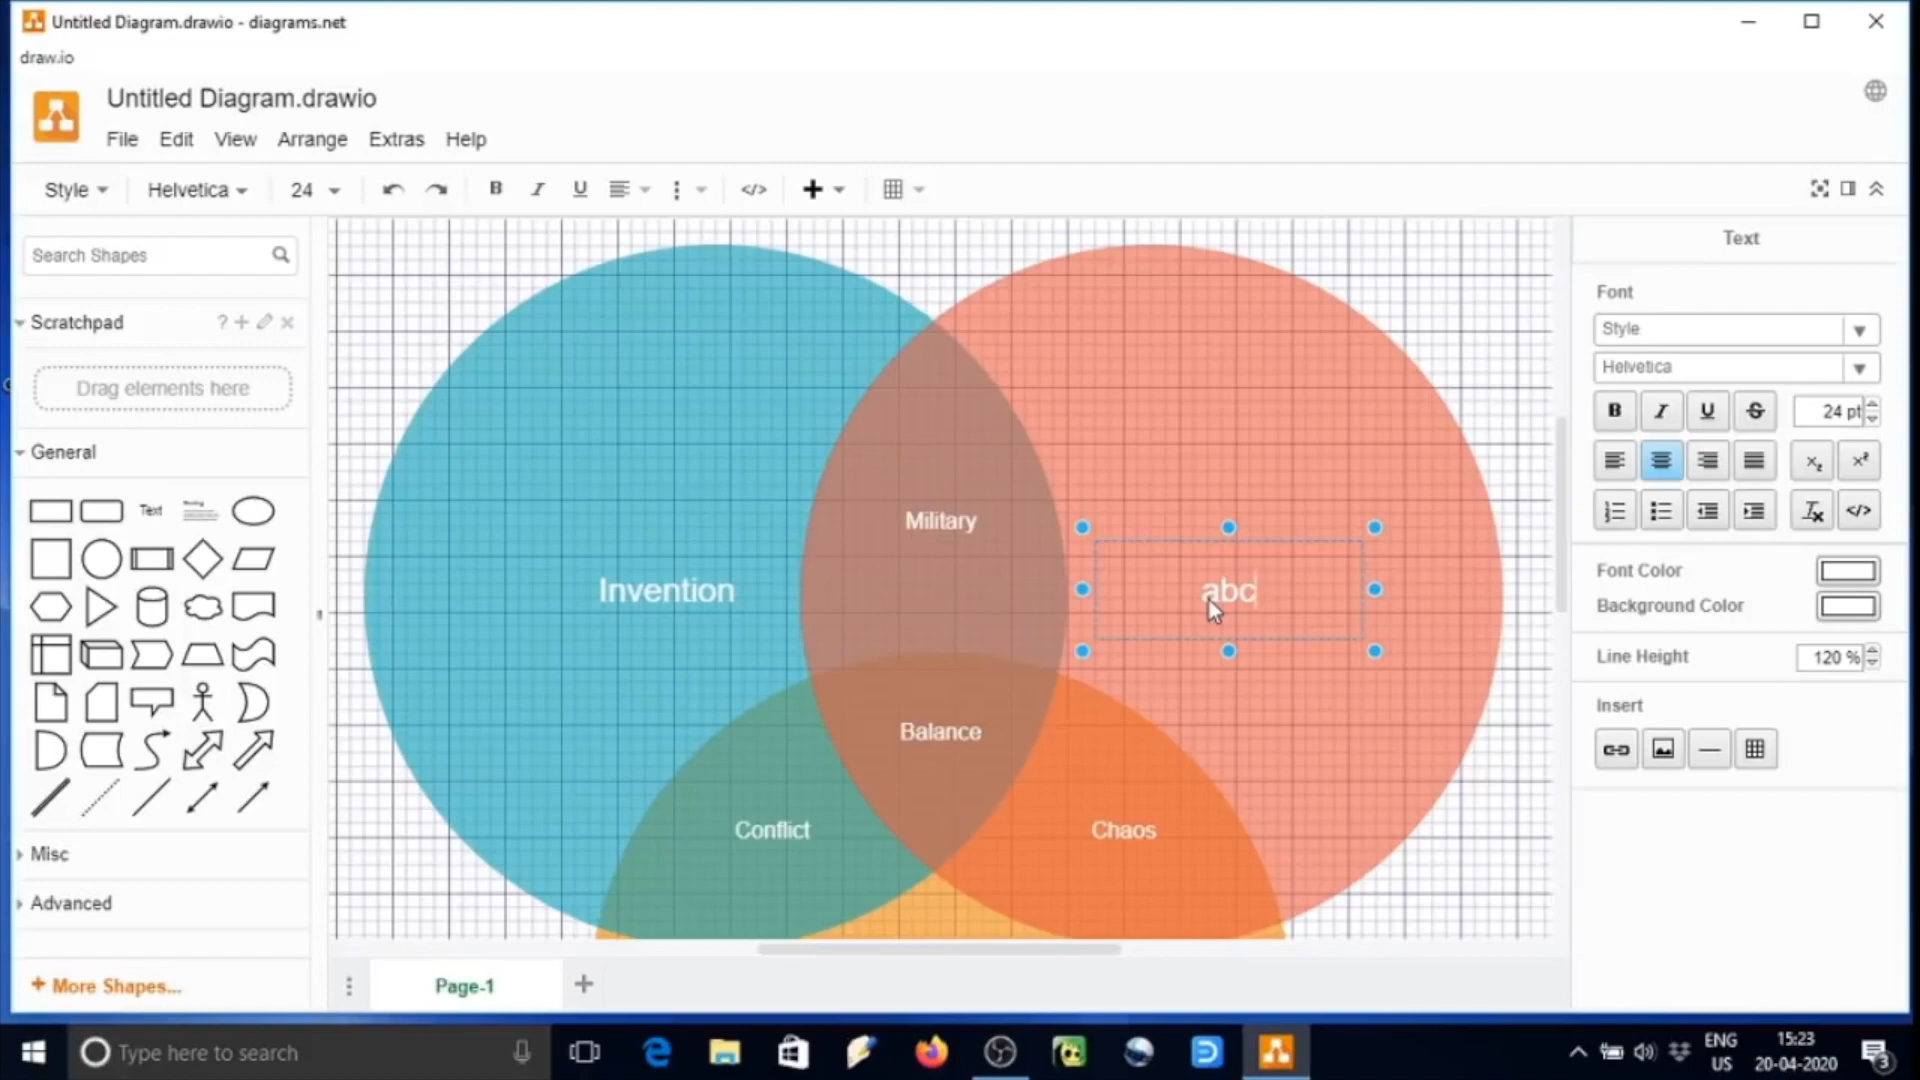 Untitled Diagram.drawio - diagrams.net
draw.io
Untitled Diagram.drawio
File Edit View Arrange Extras Help
Style Helvetica 24 B I U </>
Search Shapes
Scratchpad ?
Drag elements here
General
Text
Misc
Advanced
+ More Shapes...
Invention
Military
abc
Balance
Conflict
Chaos
Page-1
Text
Font
Style
Helvetica
B I U S 24 pt
</>
Font Color
Background Color
Line Height 120 %
Insert
Type here to search
ENG
US
15:23
20-04-2020
3